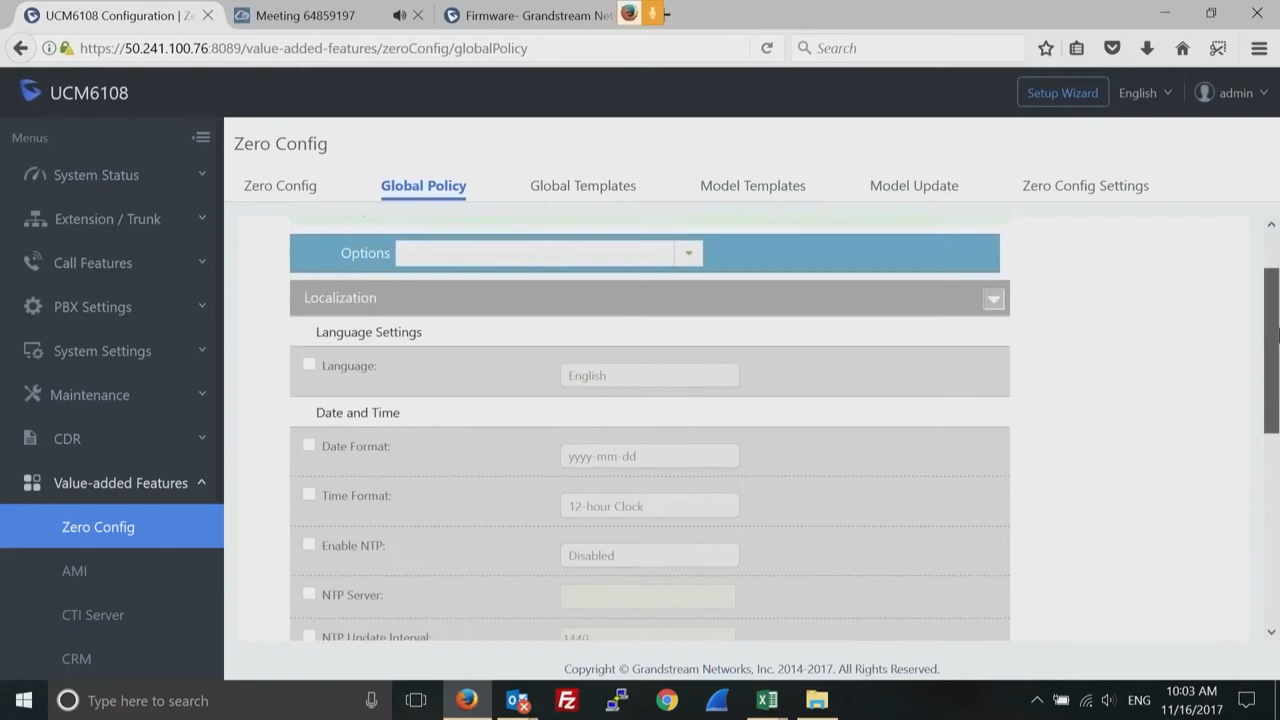 UCM6108 Configuration | Ze
Meeting 64859197
Firmware- Grandstream Net
https://50.241.100.76:8089/value-added-features/zeroConfig/globalPolicy
Search
UCM6108
Setup Wizard
English
admin
Menus
System Status
Extension / Trunk
Call Features
PBX Settings
System Settings
Maintenance
CDR
Value-added Features
Zero Config
AMI
CTI Server
CRM
Zero Config
Zero Config
Global Policy
Global Templates
Model Templates
Model Update
Zero Config Settings
Options
Localization
Language Settings
Language:
English
Date and Time
Date Format:
yyyy-mm-dd
Time Format:
12-hour Clock
Enable NTP:
Disabled
NTP Server:
NTP Update Interval:
1440
Copyright © Grandstream Networks, Inc. 2014-2017. All Rights Reserved.
Type here to search
ENG
10:03 AM
11/16/2017